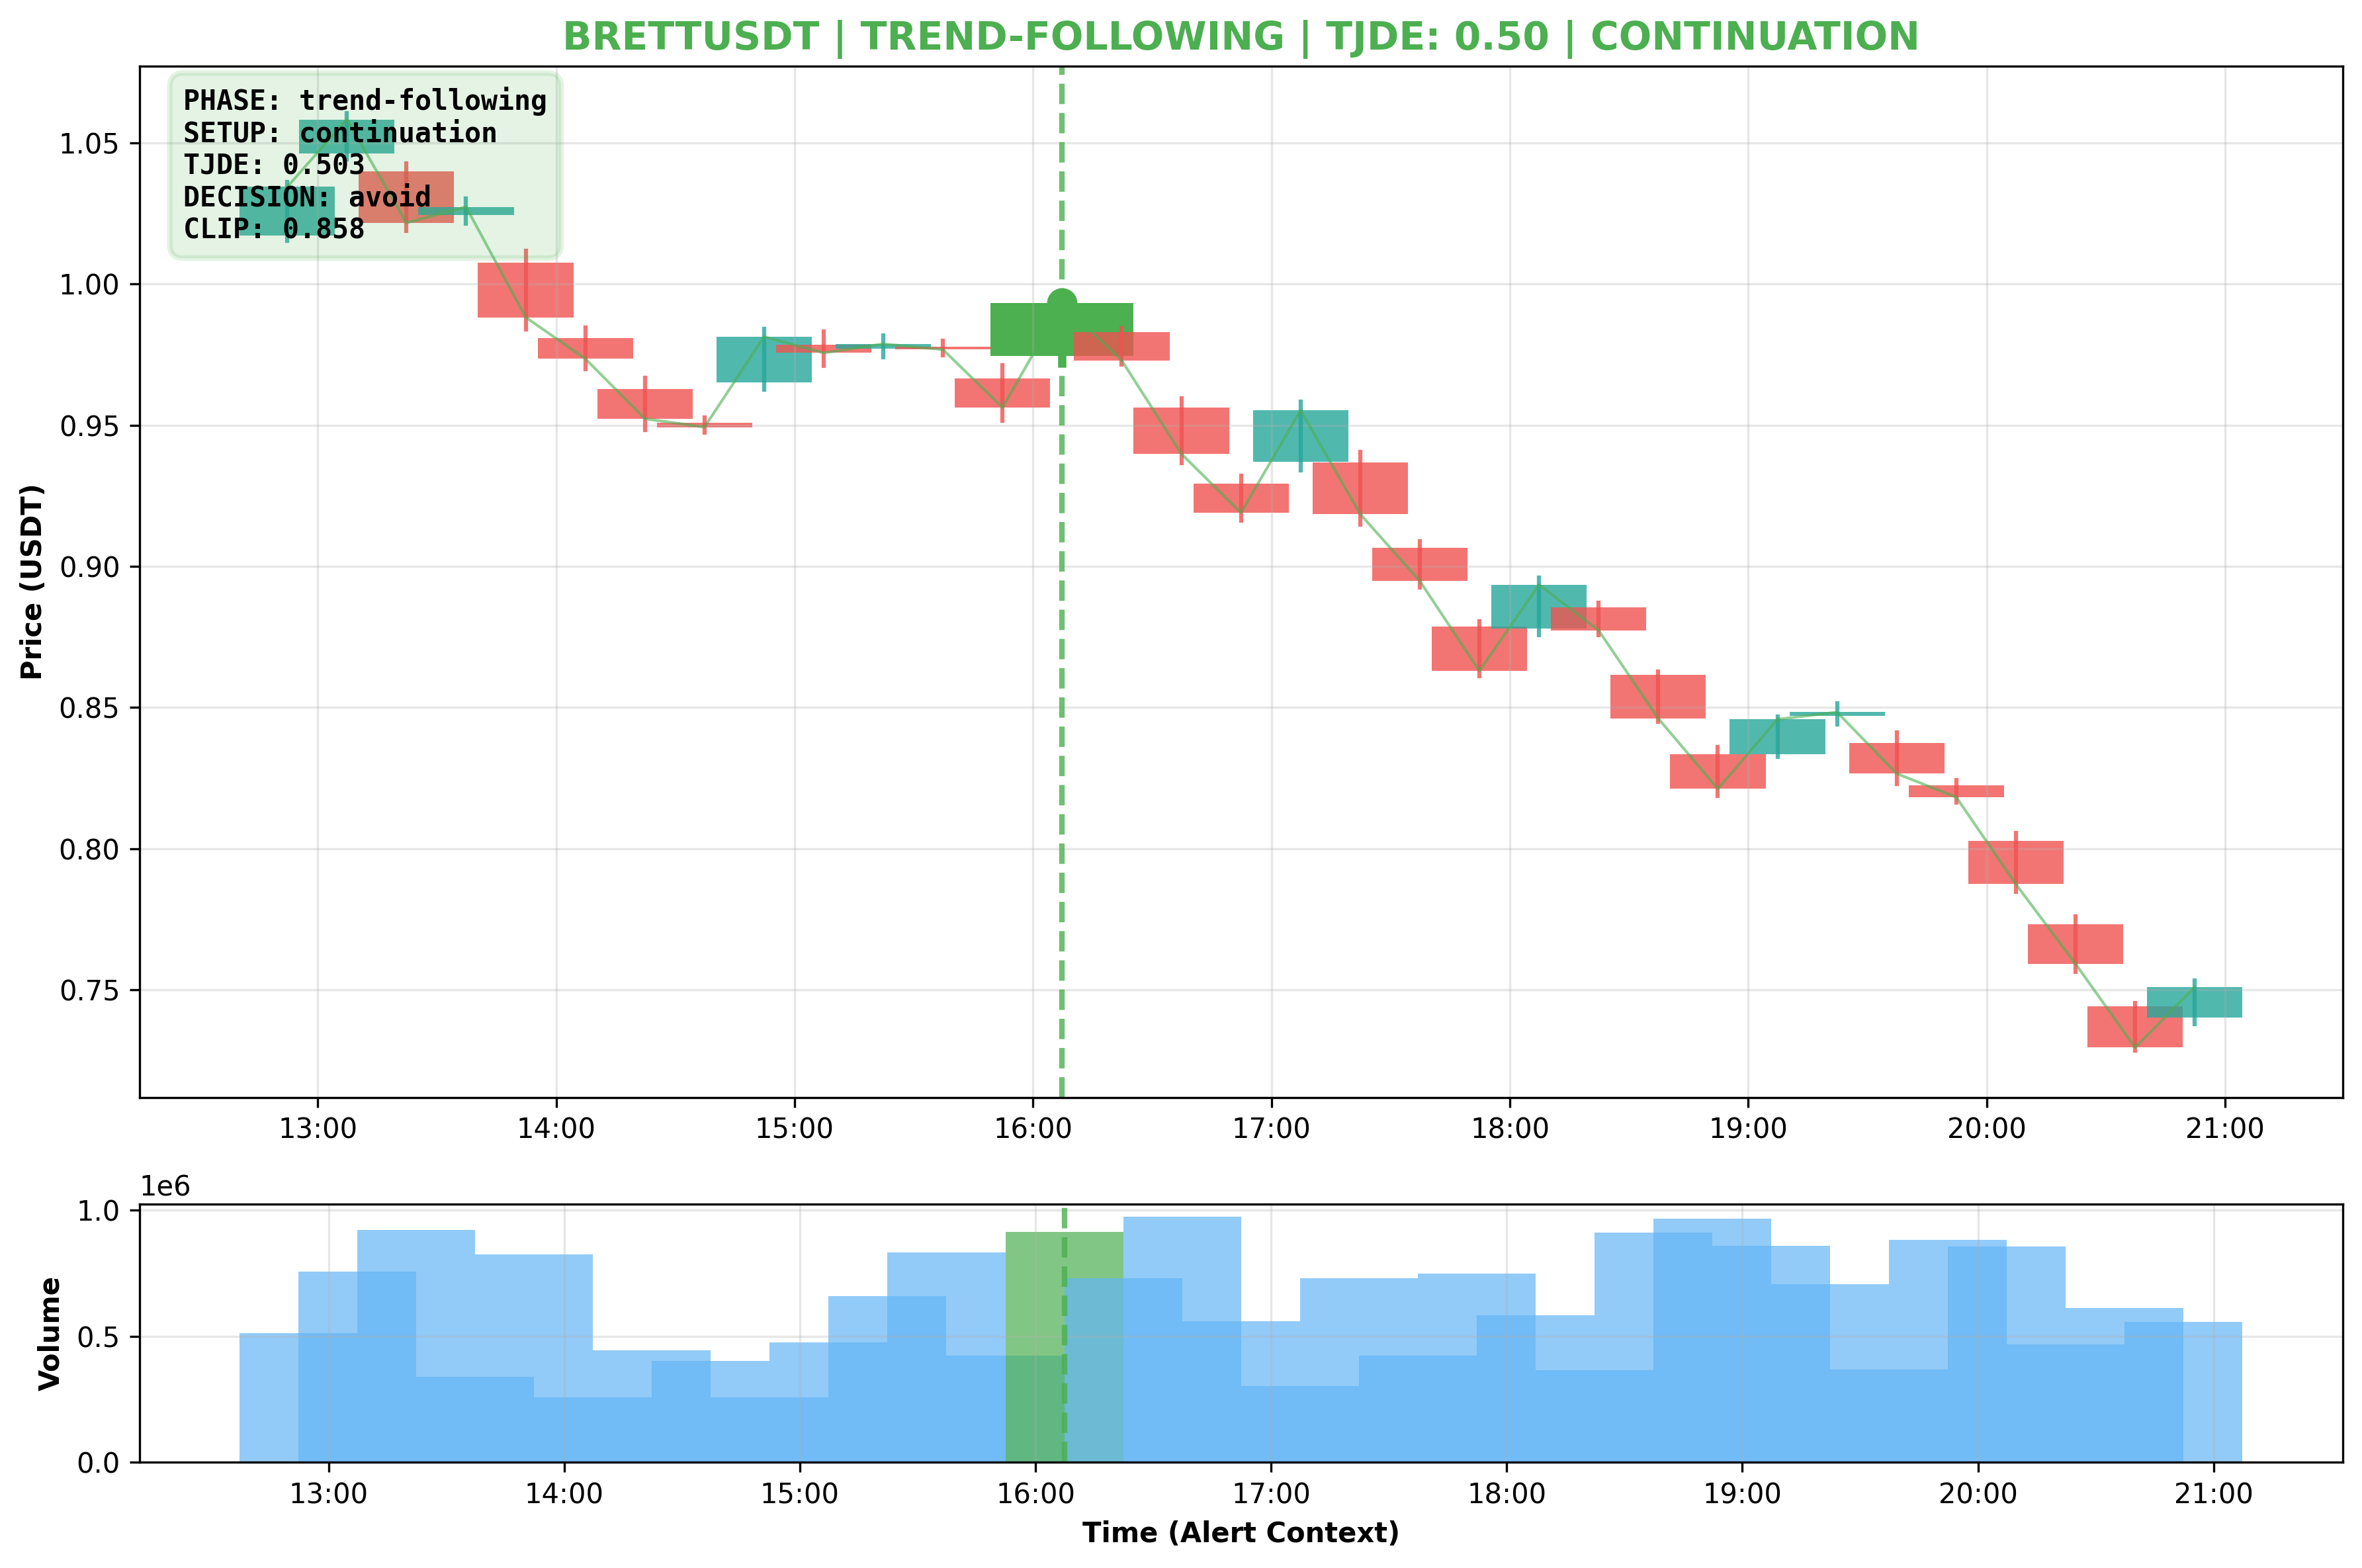 BRETTUSDT | TREND-FOLLOWING | TJDE: 0.50 | CONTINUATION
PHASE: trend-following
SETUP: continuation
TJDE: 0.503
DECISION: avoid
CLIP: 0.858
Price (USDT)
1.05
1.00
0.95
0.90
0.85
0.80
0.75
13:00 14:00 15:00 16:00 17:00 18:00 19:00 20:00 21:00
1e6
Volume
1.0
0.5
0.0
13:00 14:00 15:00 16:00 17:00 18:00 19:00 20:00 21:00
Time (Alert Context)